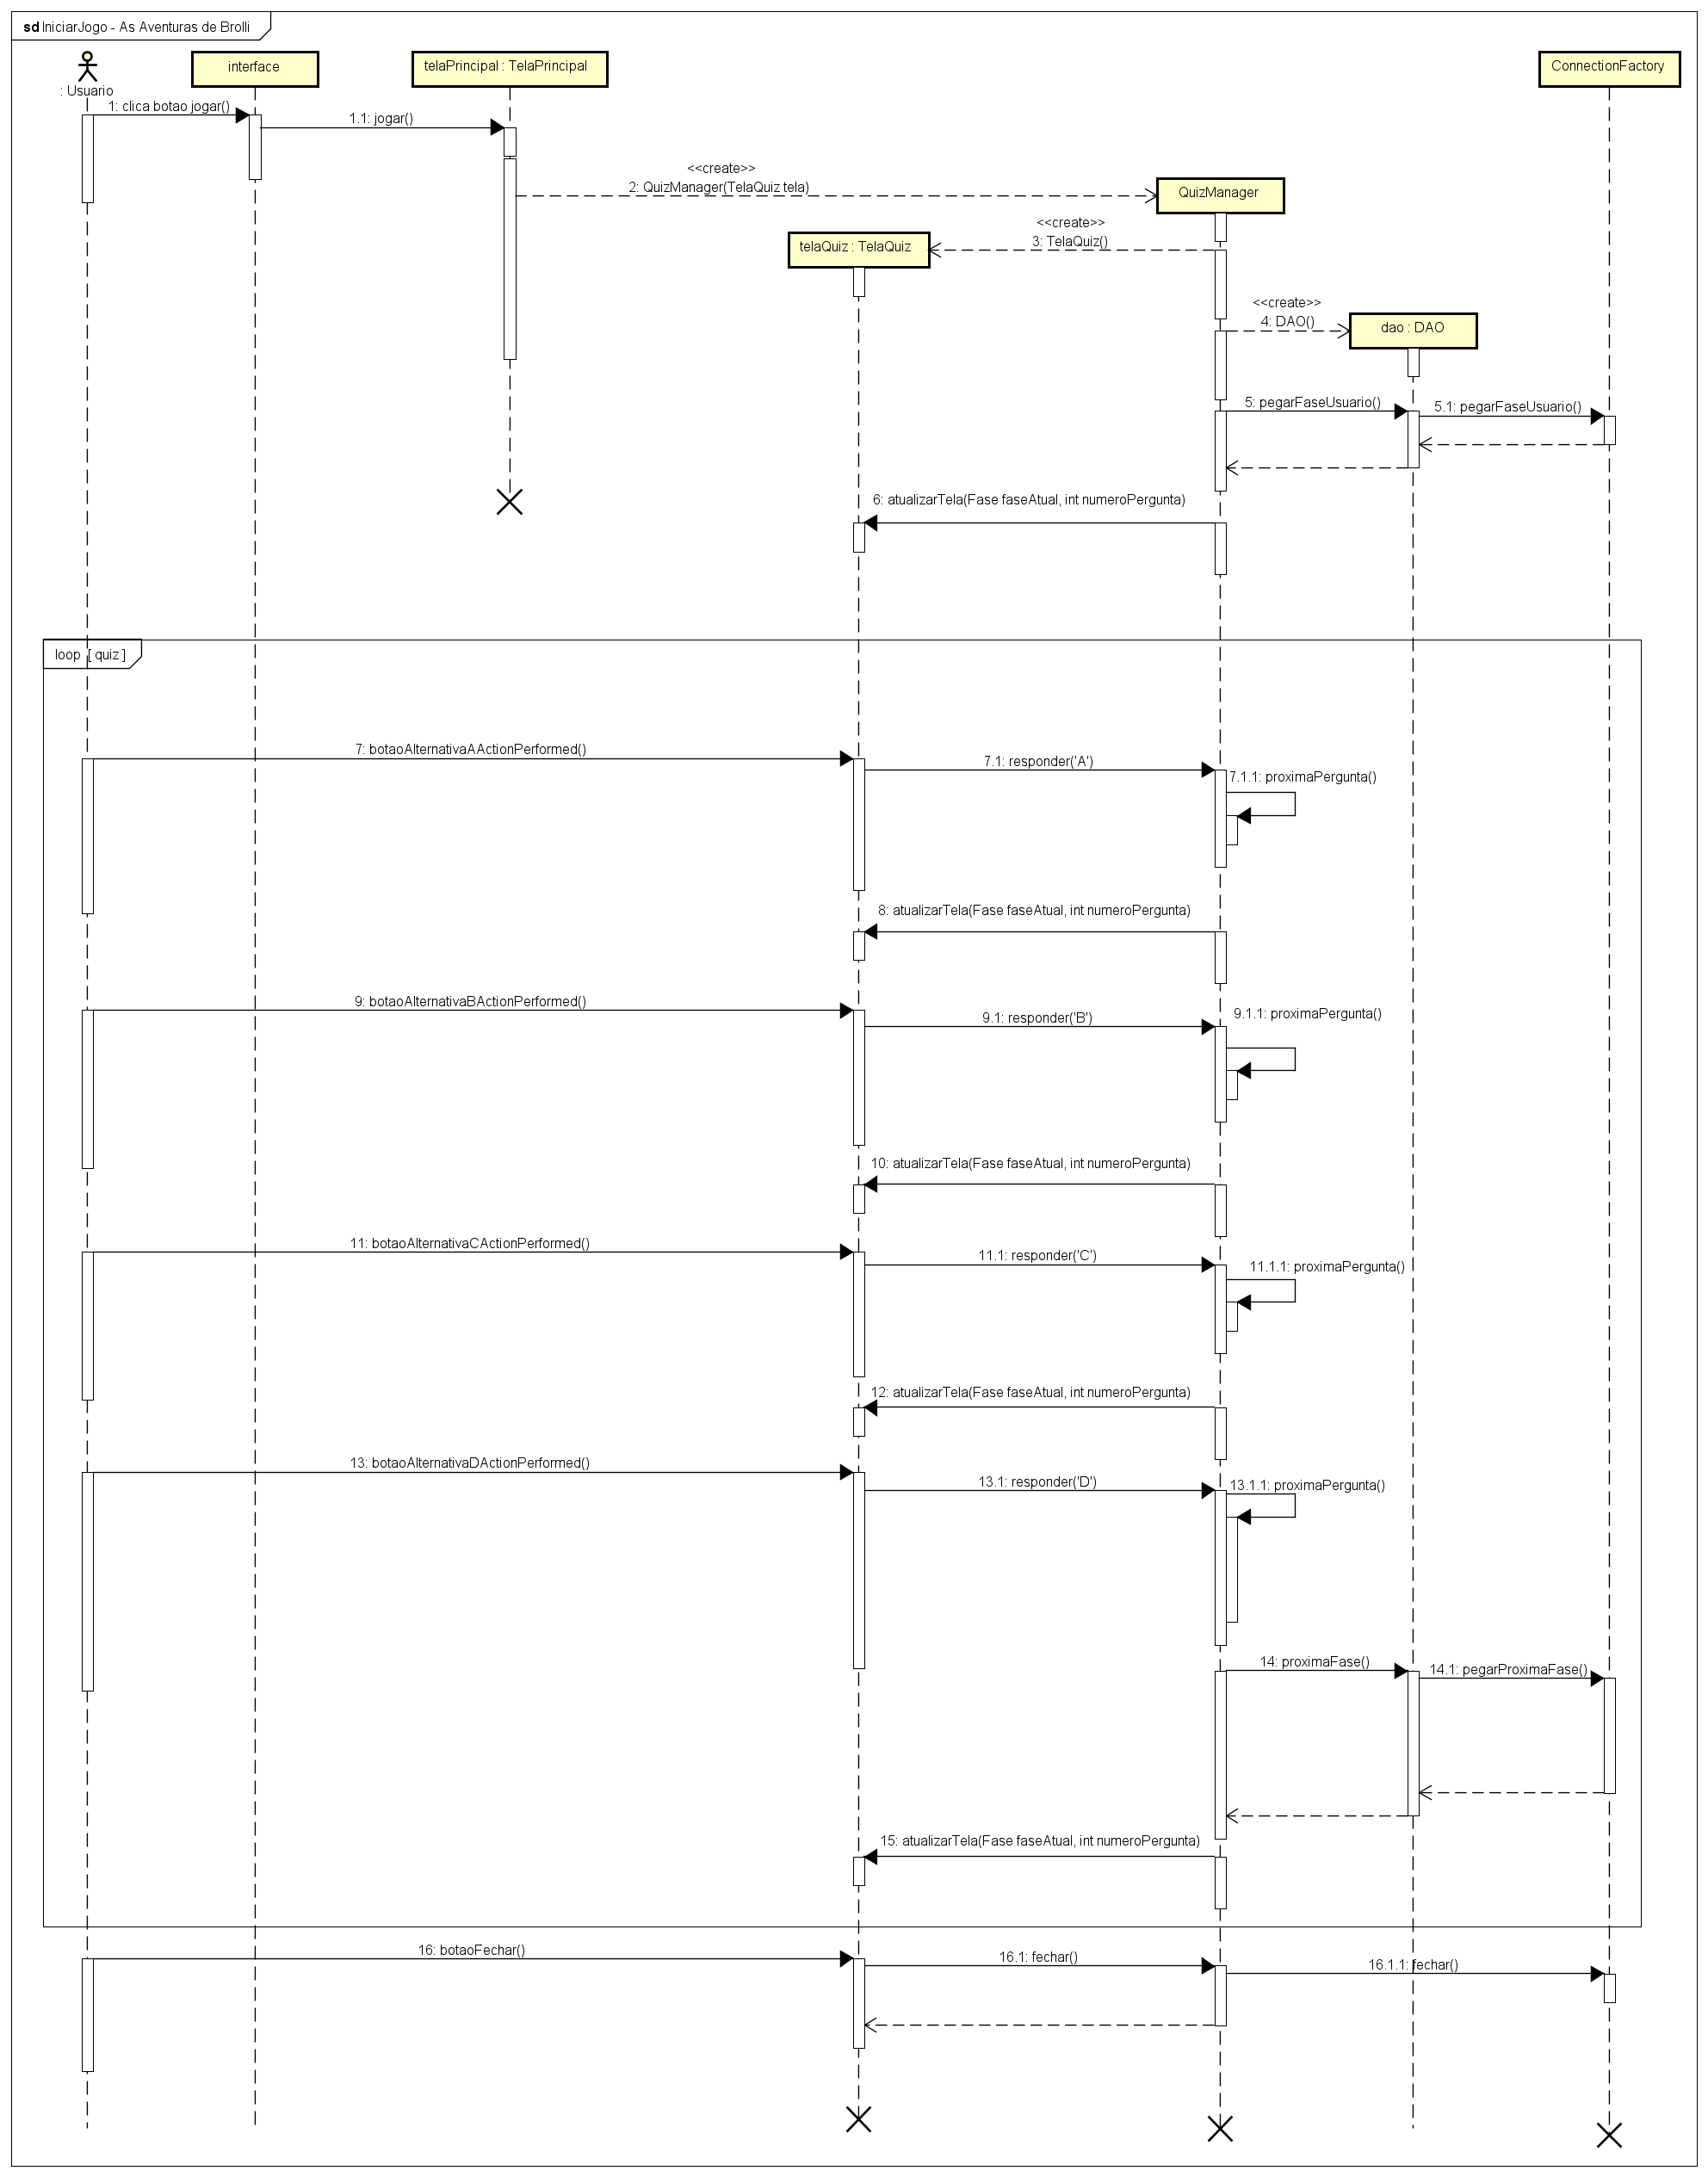 sd IniciarJogo - As Aventuras de Brolli
: Usuario
interface
telaPrincipal : TelaPrincipal
ConnectionFactory
1: clica botao jogar()
1.1: jogar()
<<create>>
2: QuizManager(TelaQuiz tela)
QuizManager
<<create>>
3: TelaQuiz()
telaQuiz : TelaQuiz
<<create>>
4: DAO()
dao : DAO
5: pegarFaseUsuario()
5.1: pegarFaseUsuario()
6: atualizarTela(Fase faseAtual, int numeroPergunta)
loop [ quiz ]
7: botaoAlternativaAActionPerformed()
7.1: responder('A')
7.1.1: proximaPergunta()
8: atualizarTela(Fase faseAtual, int numeroPergunta)
9: botaoAlternativaBActionPerformed()
9.1: responder('B')
9.1.1: proximaPergunta()
10: atualizarTela(Fase faseAtual, int numeroPergunta)
11: botaoAlternativaCActionPerformed()
11.1: responder('C')
11.1.1: proximaPergunta()
12: atualizarTela(Fase faseAtual, int numeroPergunta)
13: botaoAlternativaDActionPerformed()
13.1: responder('D')
13.1.1: proximaPergunta()
14: proximaFase()
14.1: pegarProximaFase()
15: atualizarTela(Fase faseAtual, int numeroPergunta)
16: botaoFechar()
16.1: fechar()
16.1.1: fechar()